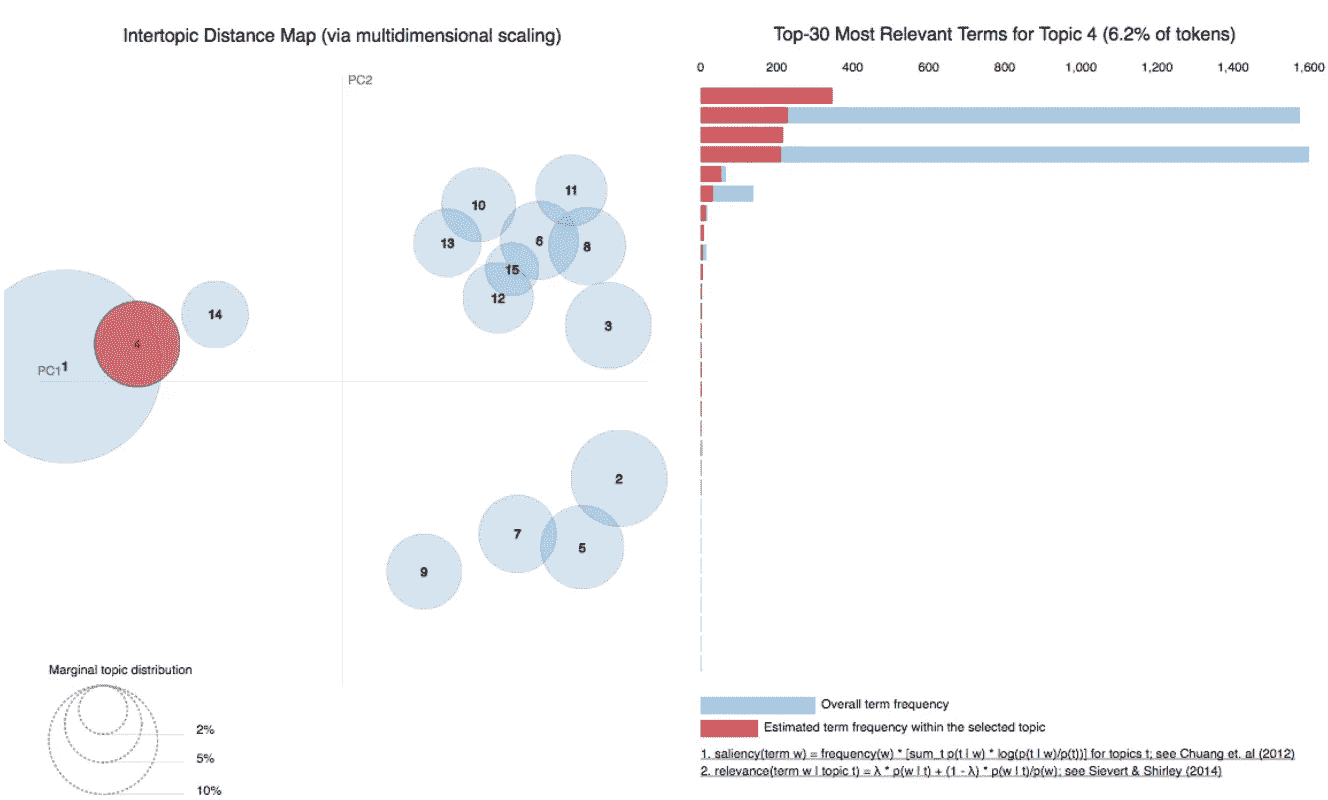 Intertopic Distance Map (via multidimensional scaling)
PC2
10
11
13
6
8
15
12
3
14
4
PC1
1
2
7
5
9
Marginal topic distribution
2%
5%
10%
Top-30 Most Relevant Terms for Topic 4 (6.2% of tokens)
0 200 400 600 800 1,000 1,200 1,400 1,600
Overall term frequency
Estimated term frequency within the selected topic
1. saliency(term w) = frequency(w) * [sum_t p(t | w) * log(p(t | w)/p(t))] for topics t; see Chuang et. al (2012)
2. relevance(term w | topic t) = λ * p(w | t) + (1 - λ) * p(w | t)/p(w); see Sievert & Shirley (2014)